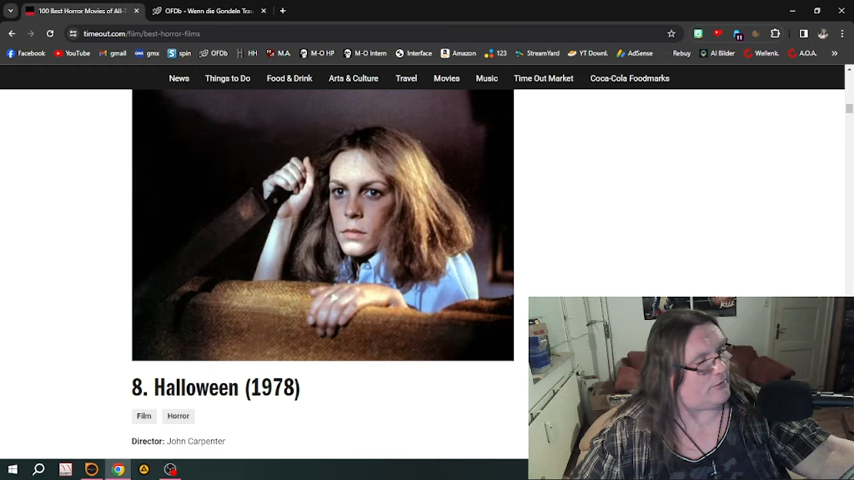 100 Best Horror Movies of All-T
OFDb - Wenn die Gondeln Trau
timeout.com/film/best-horror-films
Facebook YouTube gmail gmx spin OFDb HH M.A. M-O HP M-O Intern Interface Amazon 123 StreamYard YT Downl. AdSense Rebuy AI Bilder Wellenk. A.O.A.
News Things to Do Food & Drink Arts & Culture Travel Movies Music Time Out Market Coca-Cola Foodmarks
8. Halloween (1978)
Film Horror
Director: John Carpenter